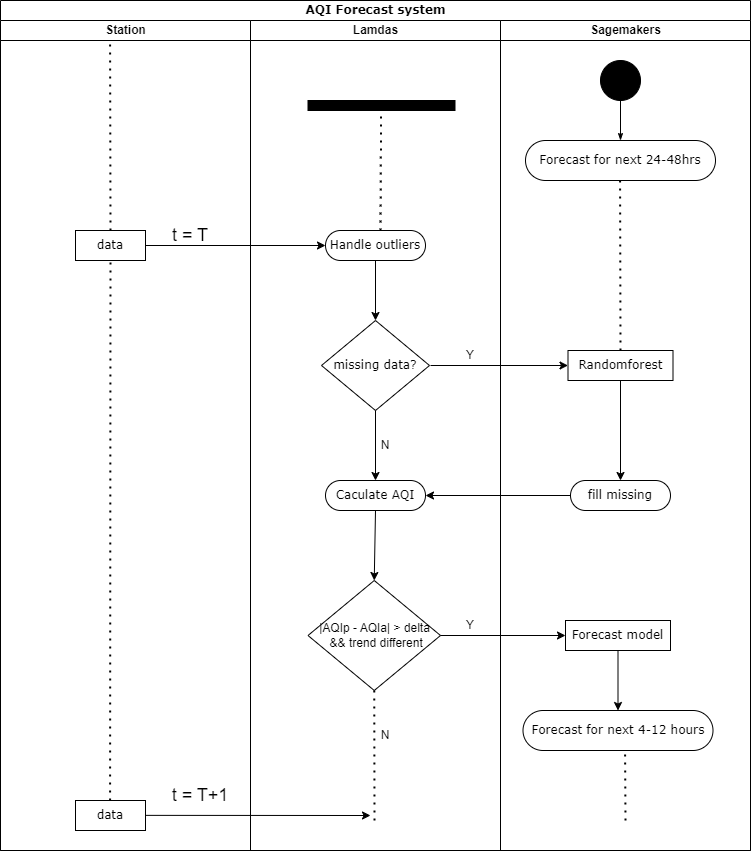 AQI Forecast system
Station
Lamdas
Sagemakers
Forecast for next 24-48hrs
data
t = T
Handle outliers
missing data?
Y
Randomforest
N
Caculate AQI
fill missing
|AQIp - AQIa| > delta
&& trend different
Y
Forecast model
N
Forecast for next 4-12 hours
t = T+1
data